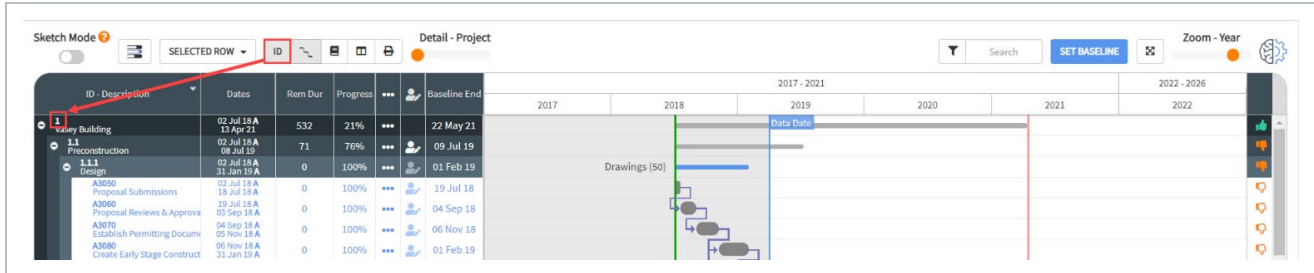 Sketch Mode ?
SELECTED ROW
ID
Detail - Project
Search
SET BASELINE
Zoom - Year
ID - Description Dates Rem Dur Progress ••• Baseline End
2017 - 2021 2022 - 2026
2017 2018 2019 2020 2021 2022
1 02 Jul 18 A
Vasey Building 13 Apr 21 532 21% ••• 22 May 21 Data Date
1.1 02 Jul 18 A
Preconstruction 08 Jul 19 71 76% ••• 09 Jul 19
1.1.1 02 Jul 18 A
Design 31 Jan 19 A 0 100% ••• 01 Feb 19 Drawings (50)
A3050 02 Jul 18 A
Proposal Submissions 18 Jul 18 A 0 100% ••• 19 Jul 18
A3060 19 Jul 18 A
Proposal Reviews & Approva 03 Sep 18 A 0 100% ••• 04 Sep 18
A3070 04 Sep 18 A
Establish Permitting Docume 05 Nov 18 A 0 100% ••• 06 Nov 18
A3080 06 Nov 18 A
Create Early Stage Construct 31 Jan 19 A 0 100% ••• 01 Feb 19